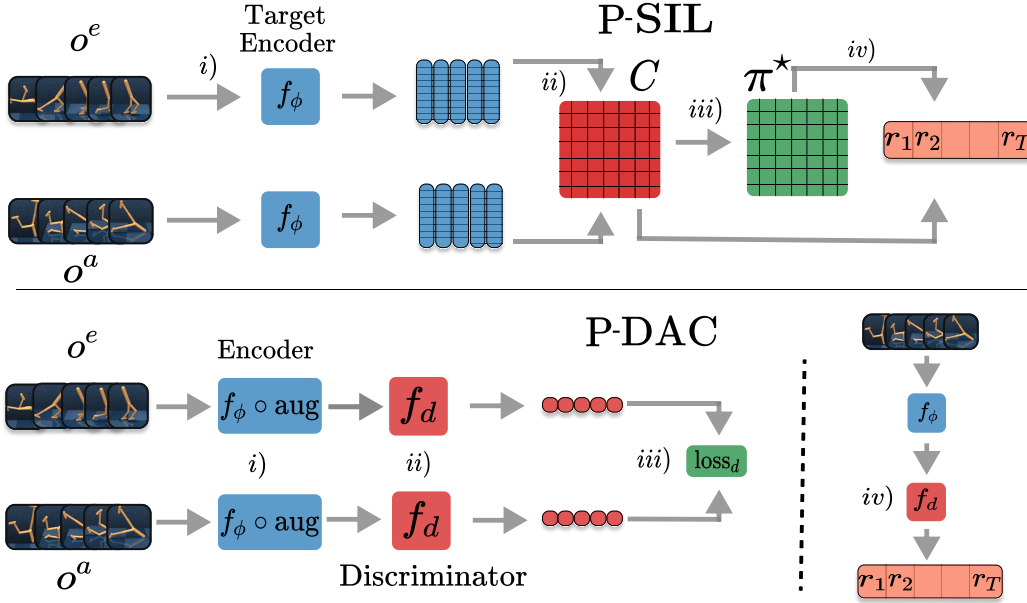 P-SIL
o^e
i)
Target
Encoder
f_ϕ
ii)
C
iii)
π^⋆
iv)
r_1 r_2 r_T
f_ϕ
o^a
P-DAC
o^e
Encoder
f_ϕ ∘ aug
f_d
i)
ii)
iii)
loss_d
f_ϕ ∘ aug
f_d
o^a
Discriminator
f_ϕ
iv)
f_d
r_1 r_2 r_T